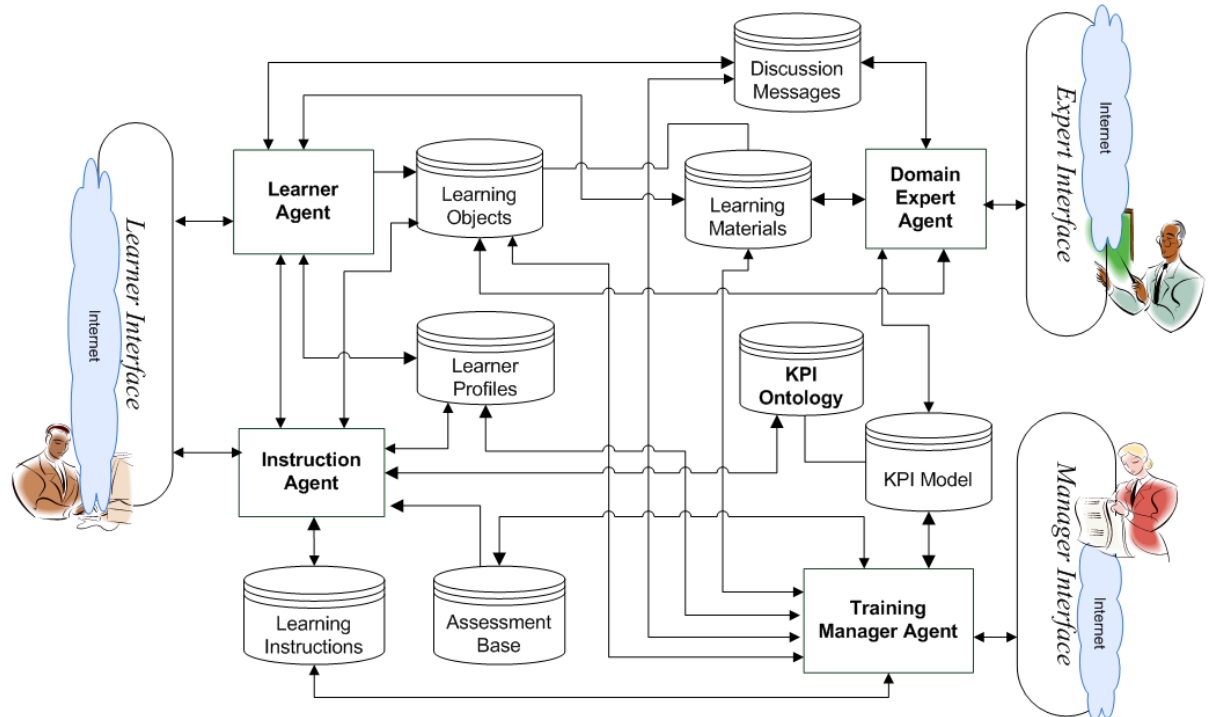 Discussion
Messages
Internet
Expert Interface
Learner
Agent
Learning
Objects
Learning
Materials
Domain
Expert
Agent
Learner Interface
Internet
Learner
Profiles
KPI
Ontology
Instruction
Agent
KPI Model
Manager Interface
Internet
Learning
Instructions
Assessment
Base
Training
Manager Agent